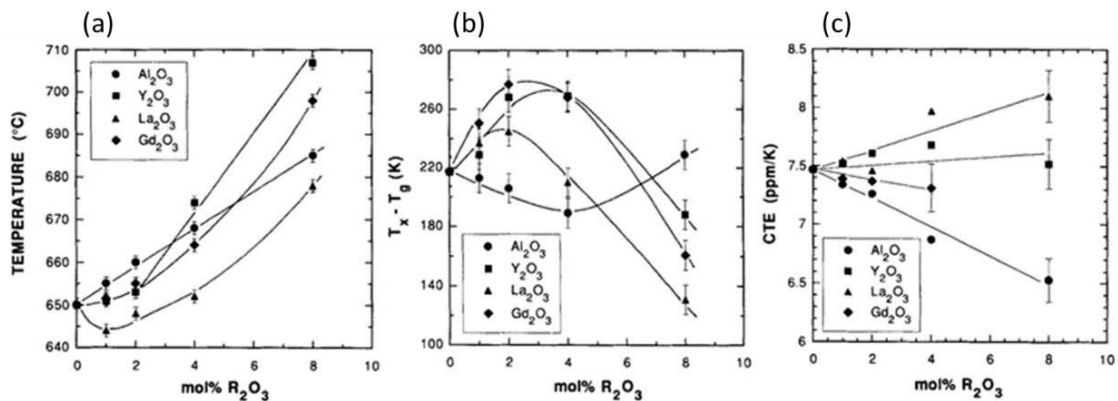 (a)
710
700
690
680
670
660
650
640
0 2 4 6 8 10
TEMPERATURE (°C)
mol% R₂O₃
Al₂O₃
Y₂O₃
La₂O₃
Gd₂O₃
(b)
300
260
220
180
140
100
0 2 4 6 8 10
Tₓ - T_g (K)
mol% R₂O₃
Al₂O₃
Y₂O₃
La₂O₃
Gd₂O₃
(c)
8.5
8
7.5
7
6.5
6
0 2 4 6 8 10
CTE (ppm/K)
mol% R₂O₃
Al₂O₃
Y₂O₃
La₂O₃
Gd₂O₃